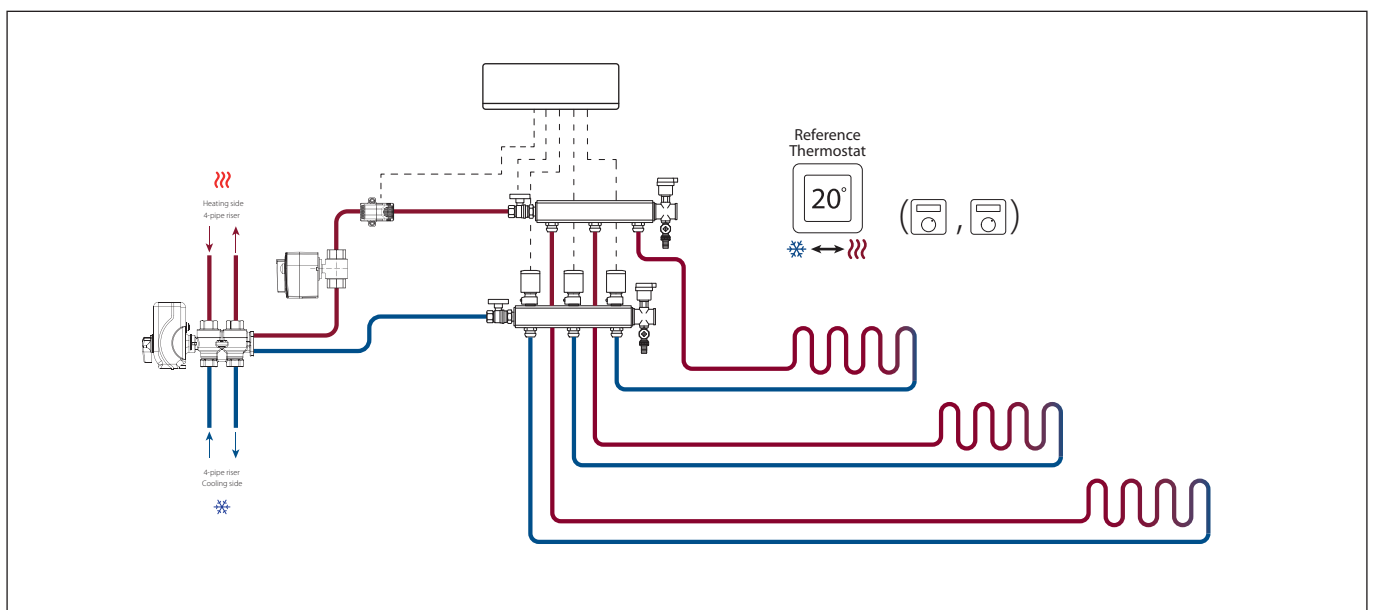 Reference
Thermostat
20°
( , )
Heating side
4-pipe riser
4-pipe riser
Cooling side